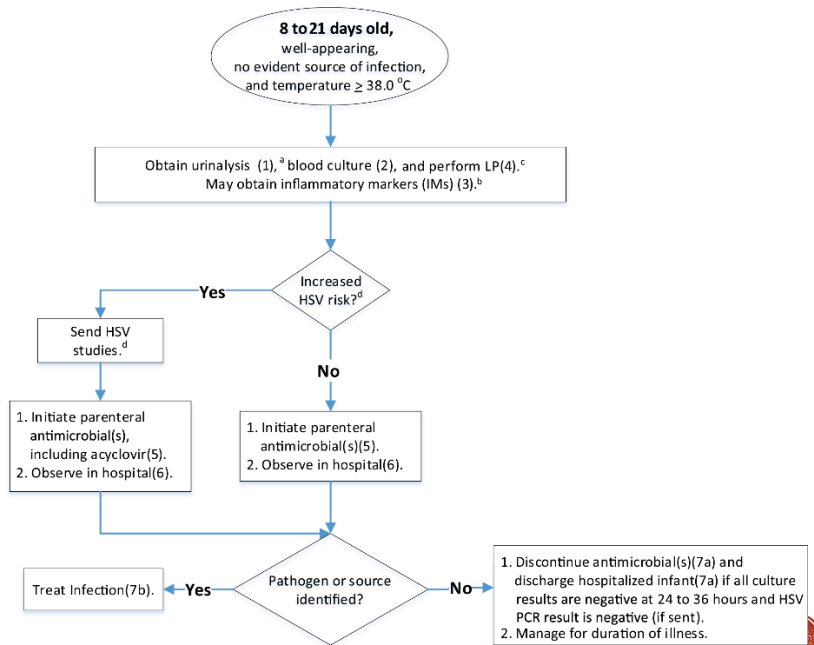 8 to 21 days old,
well-appearing,
no evident source of infection,
and temperature ≥ 38.0 °C
Obtain urinalysis (1),ᵃ blood culture (2), and perform LP(4).ᶜ
May obtain inflammatory markers (IMs) (3).ᵇ
Increased
HSV risk?ᵈ
Yes
Send HSV
studies.ᵈ
No
1. Initiate parenteral
antimicrobial(s),
including acyclovir(5).
2. Observe in hospital(6).
1. Initiate parenteral
antimicrobial(s)(5).
2. Observe in hospital(6).
Pathogen or source
identified?
Yes
Treat Infection(7b).
No
1. Discontinue antimicrobial(s)(7a) and
discharge hospitalized infant(7a) if all culture
results are negative at 24 to 36 hours and HSV
PCR result is negative (if sent).
2. Manage for duration of illness.